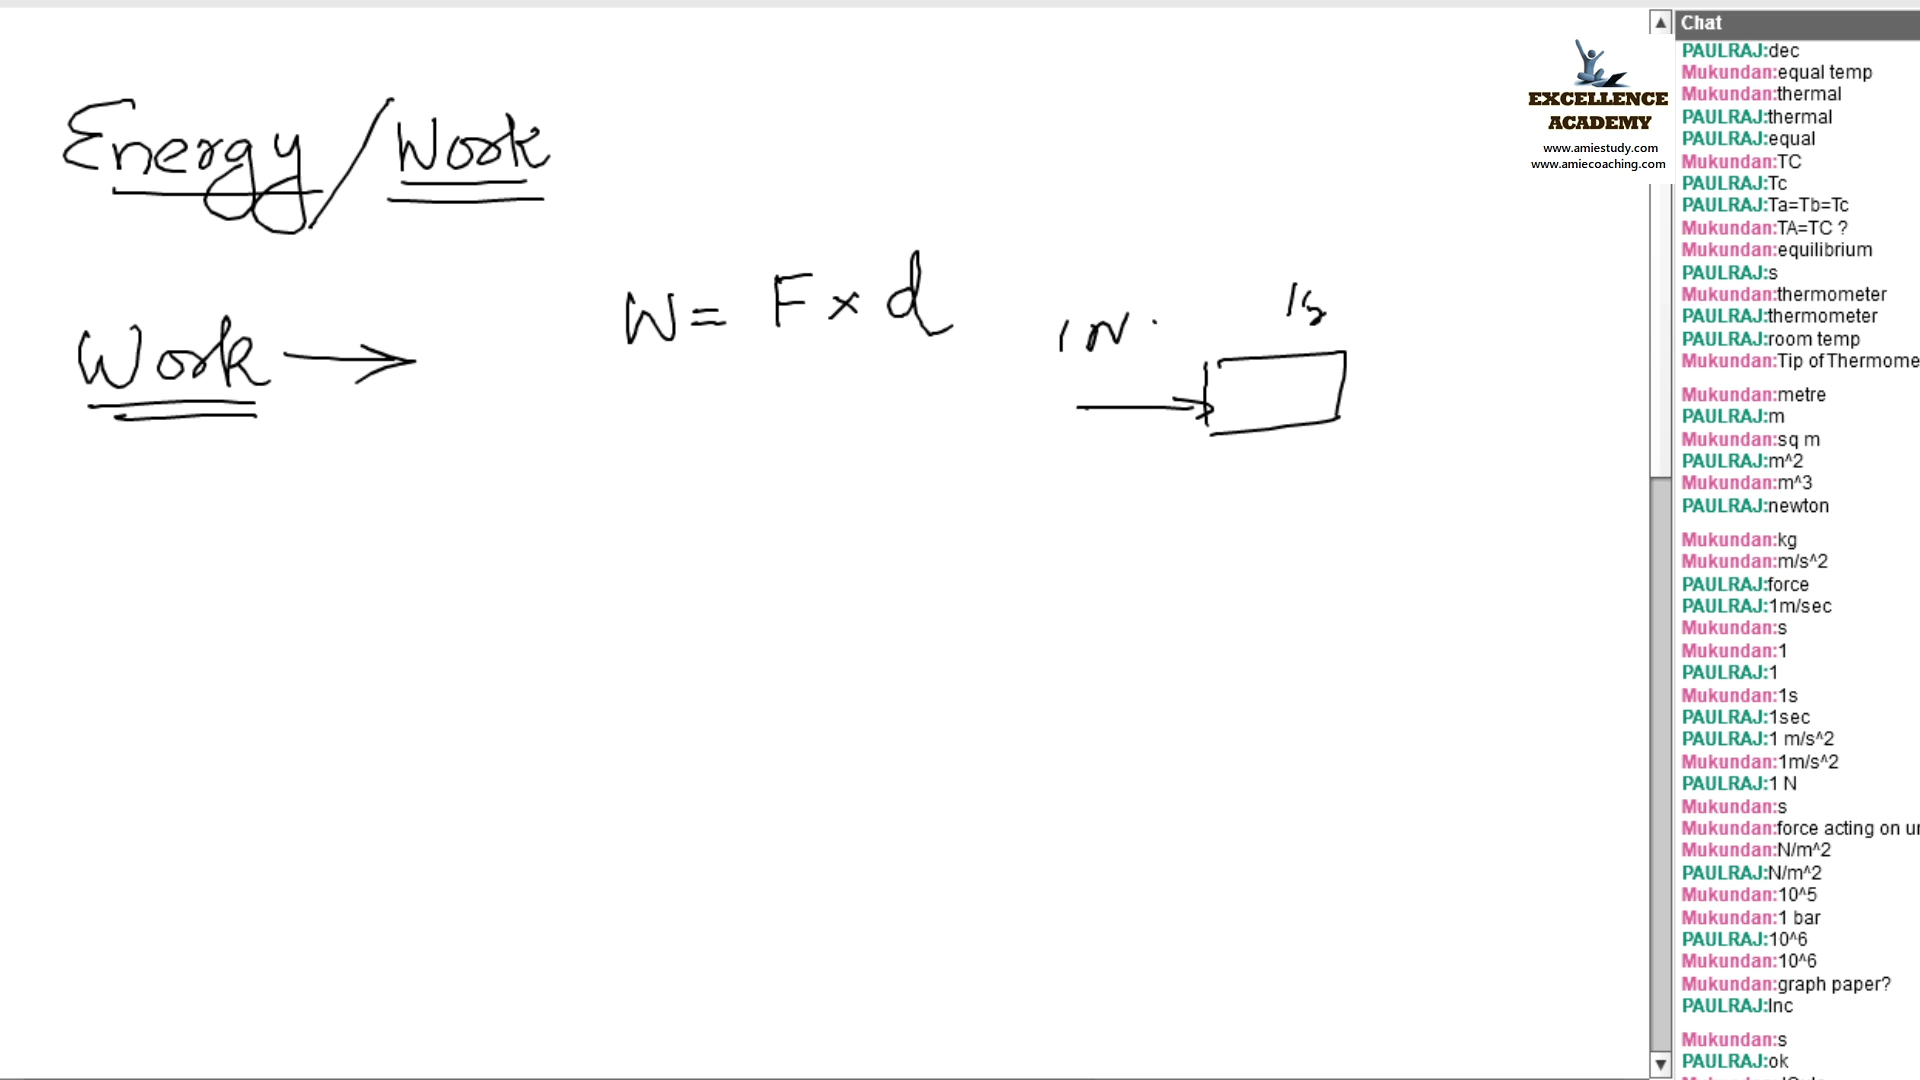 Energy/Work
W = F × d
1N.
1s
Work →
EXCELLENCE
ACADEMY
www.amiestudy.com
www.amiecoaching.com
Chat
PAULRAJ:dec
Mukundan:equal temp
Mukundan:thermal
PAULRAJ:thermal
PAULRAJ:equal
Mukundan:TC
PAULRAJ:Tc
PAULRAJ:Ta=Tb=Tc
Mukundan:TA=TC ?
Mukundan:equilibrium
PAULRAJ:s
Mukundan:thermometer
PAULRAJ:thermometer
PAULRAJ:room temp
Mukundan:Tip of Thermome
Mukundan:metre
PAULRAJ:m
Mukundan:sq m
PAULRAJ:m^2
Mukundan:m^3
PAULRAJ:newton
Mukundan:kg
Mukundan:m/s^2
PAULRAJ:force
PAULRAJ:1m/sec
Mukundan:s
Mukundan:1
PAULRAJ:1
Mukundan:1s
PAULRAJ:1sec
PAULRAJ:1 m/s^2
Mukundan:1m/s^2
PAULRAJ:1 N
Mukundan:s
Mukundan:force acting on
Mukundan:N/m^2
PAULRAJ:N/m^2
Mukundan:10^5
Mukundan:1 bar
PAULRAJ:10^6
Mukundan:10^6
Mukundan:graph paper?
PAULRAJ:Inc
Mukundan:s
PAULRAJ:ok